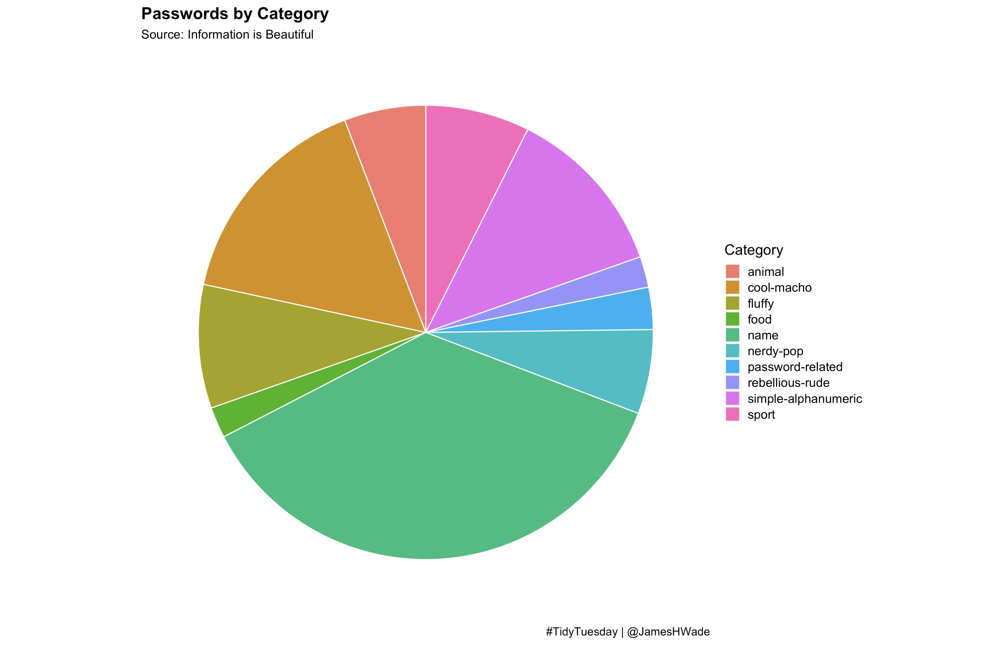 Passwords by Category
Source: Information is Beautiful
Category
animal
cool-macho
fluffy
food
name
nerdy-pop
password-related
rebellious-rude
simple-alphanumeric
sport
#TidyTuesday | @JamesHWade